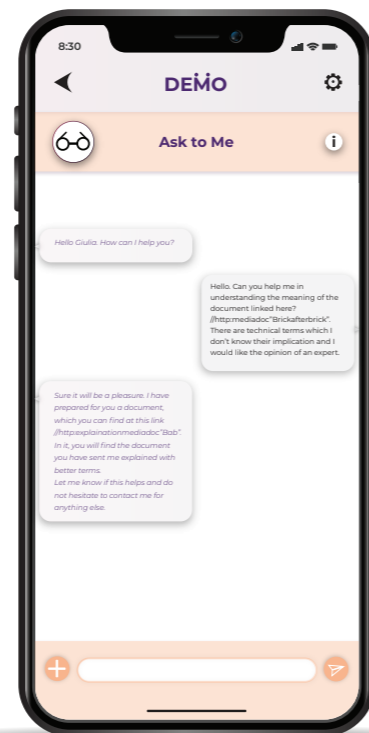 8:30
DEMO
Ask to Me
i
Hello Giulia. How can I help you?
Hello. Can you help me in
understanding the meaning of the
document linked here?
//http:mediadoc"Brickafterbrick".
There are technical terms which I
don't know their implication and I
would like the opinion of an expert.
Sure it will be a pleasure. I have
prepared for you a document,
which you can find at this link
//http:explainationmediadoc"Bab".
In it, you will find the document
you have sent me explained with
better terms.
Let me know if this helps and do
not hesitate to contact me for
anything else.